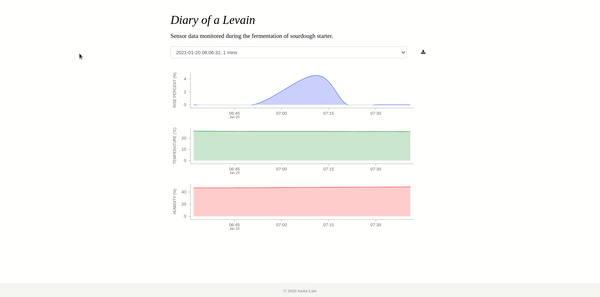 Diary of a Levain
Sensor data monitored during the fermentation of sourdough starter.
2021-01-20 08:06:32, 1 mins
RISE PERCENT (%)
4
2
0
06:45
07:00
07:15
07:30
Jan 20
TEMPERATURE (°C)
20
10
0
06:45
07:00
07:15
07:30
Jan 20
HUMIDITY (%)
40
20
0
06:45
07:00
07:15
07:30
Jan 20